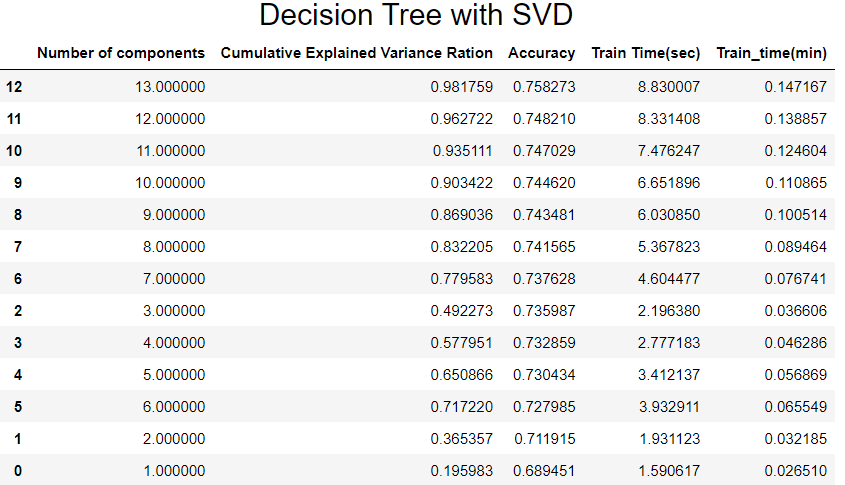 Decision Tree with SVD
Number of components Cumulative Explained Variance Ration Accuracy Train Time(sec) Train_time(min)
12 13.000000 0.981759 0.758273 8.830007 0.147167
11 12.000000 0.962722 0.748210 8.331408 0.138857
10 11.000000 0.935111 0.747029 7.476247 0.124604
9 10.000000 0.903422 0.744620 6.651896 0.110865
8 9.000000 0.869036 0.743481 6.030850 0.100514
7 8.000000 0.832205 0.741565 5.367823 0.089464
6 7.000000 0.779583 0.737628 4.604477 0.076741
2 3.000000 0.492273 0.735987 2.196380 0.036606
3 4.000000 0.577951 0.732859 2.777183 0.046286
4 5.000000 0.650866 0.730434 3.412137 0.056869
5 6.000000 0.717220 0.727985 3.932911 0.065549
1 2.000000 0.365357 0.711915 1.931123 0.032185
0 1.000000 0.195983 0.689451 1.590617 0.026510